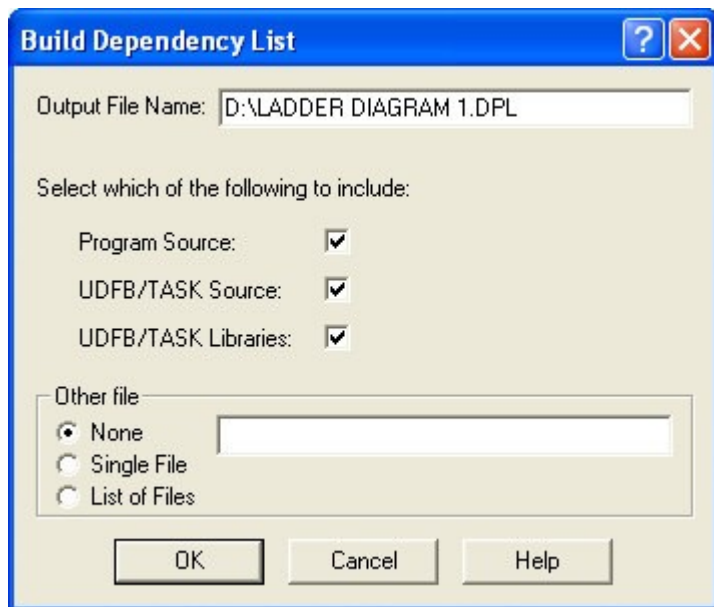 Build Dependency List
Output File Name: D:\LADDER DIAGRAM 1.DPL
Select which of the following to include:
Program Source:
UDFB/TASK Source:
UDFB/TASK Libraries:
Other file
None
Single File
List of Files
OK Cancel Help